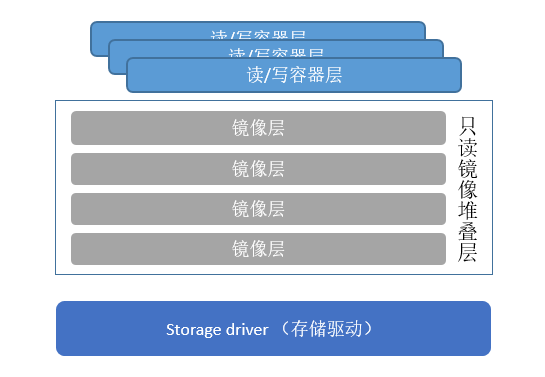 读/写容器层
读/写容器层
读/写容器层
镜像层
镜像层
镜像层
镜像层
只读镜像堆叠层
Storage driver （存储驱动）